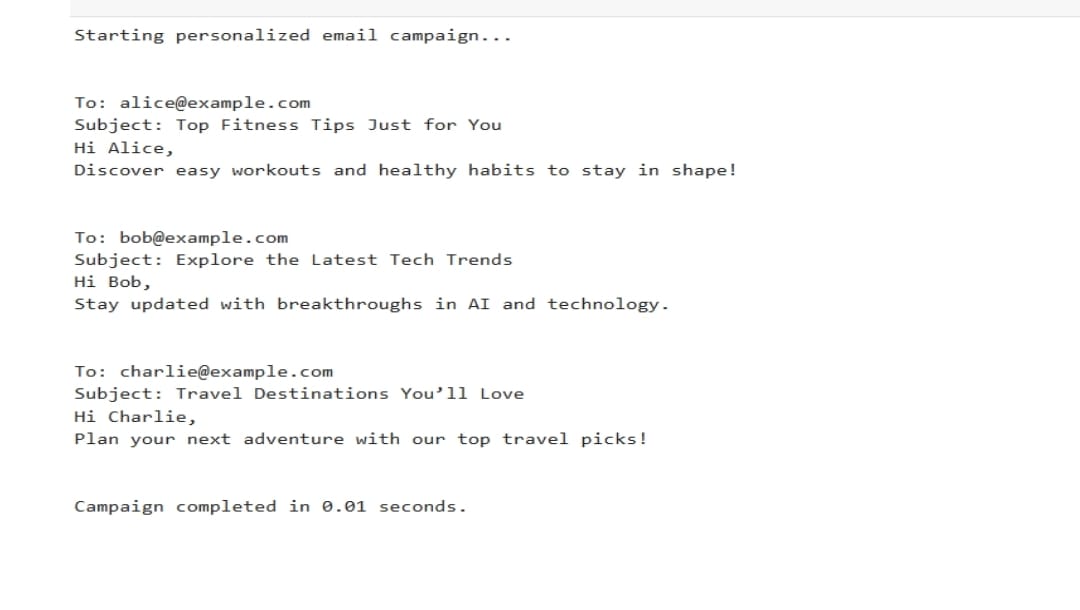 Starting personalized email campaign...
To: alice@example.com
Subject: Top Fitness Tips Just for You
Hi Alice,
Discover easy workouts and healthy habits to stay in shape!
To: bob@example.com
Subject: Explore the Latest Tech Trends
Hi Bob,
Stay updated with breakthroughs in AI and technology.
To: charlie@example.com
Subject: Travel Destinations You’ll Love
Hi Charlie,
Plan your next adventure with our top travel picks!
Campaign completed in 0.01 seconds.